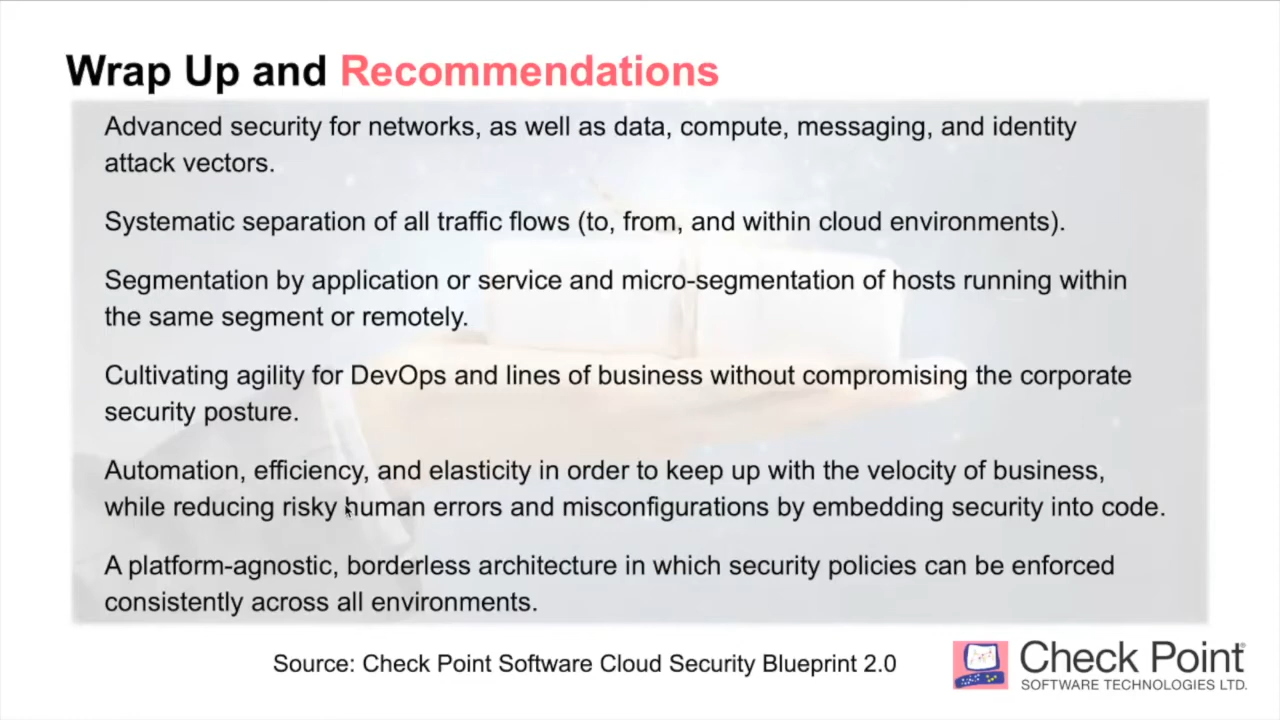 Wrap Up and Recommendations
Advanced security for networks, as well as data, compute, messaging, and identity
attack vectors.
Systematic separation of all traffic flows (to, from, and within cloud environments).
Segmentation by application or service and micro-segmentation of hosts running within
the same segment or remotely.
Cultivating agility for DevOps and lines of business without compromising the corporate
security posture.
Automation, efficiency, and elasticity in order to keep up with the velocity of business,
while reducing risky human errors and misconfigurations by embedding security into code.
A platform-agnostic, borderless architecture in which security policies can be enforced
consistently across all environments.
Source: Check Point Software Cloud Security Blueprint 2.0
Check Point
SOFTWARE TECHNOLOGIES LTD.